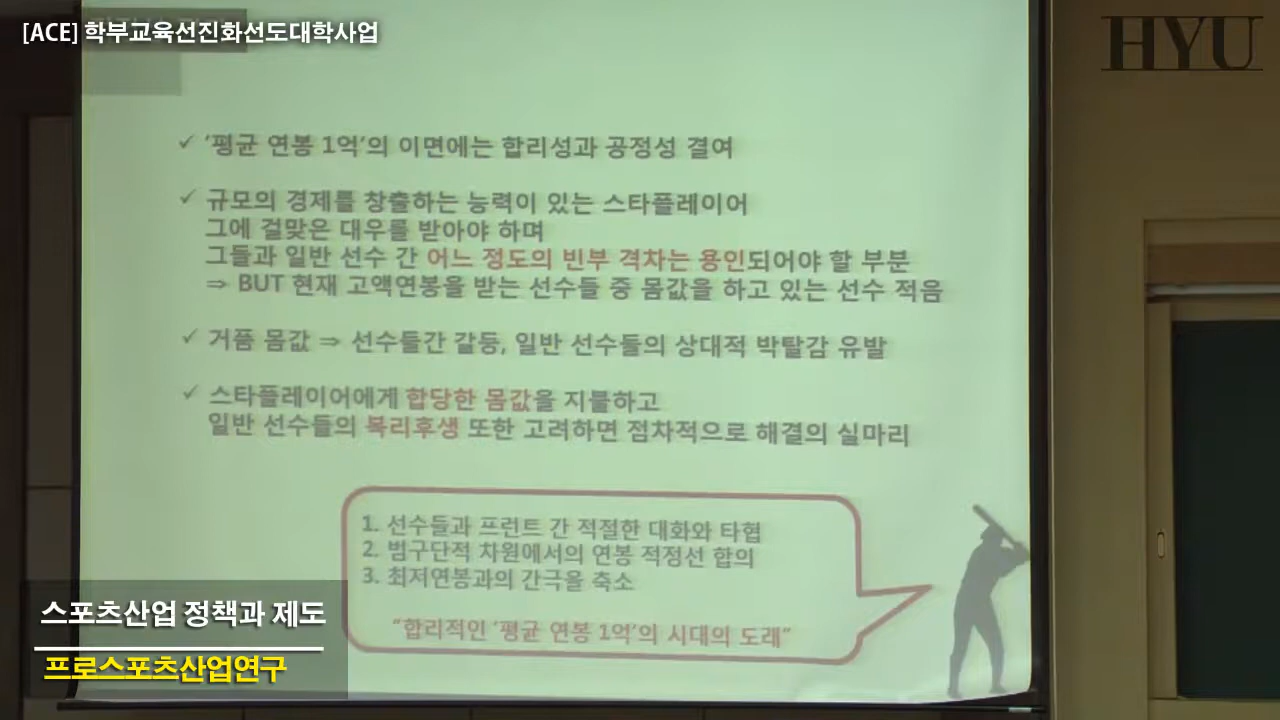 [ACE] 학부교육선진화선도대학사업
HYU
✓ '평균 연봉 1억'의 이면에는 합리성과 공정성 결여
✓ 규모의 경제를 창출하는 능력이 있는 스타플레이어
그에 걸맞은 대우를 받아야 하며
그들과 일반 선수 간 어느 정도의 빈부 격차는 용인되어야 할 부분
⇒ BUT 현재 고액연봉을 받는 선수들 중 몸값을 하고 있는 선수 적음
✓ 거품 몸값 ⇒ 선수들간 갈등, 일반 선수들의 상대적 박탈감 유발
✓ 스타플레이어에게 합당한 몸값을 지불하고
일반 선수들의 복리후생 또한 고려하면 점차적으로 해결의 실마리
1. 선수들과 프런트 간 적절한 대화와 타협
2. 범구단적 차원에서의 연봉 적정선 합의
3. 최저연봉과의 간극을 축소
"합리적인 '평균 연봉 1억'의 시대의 도래"
스포츠산업 정책과 제도
프로스포츠산업연구